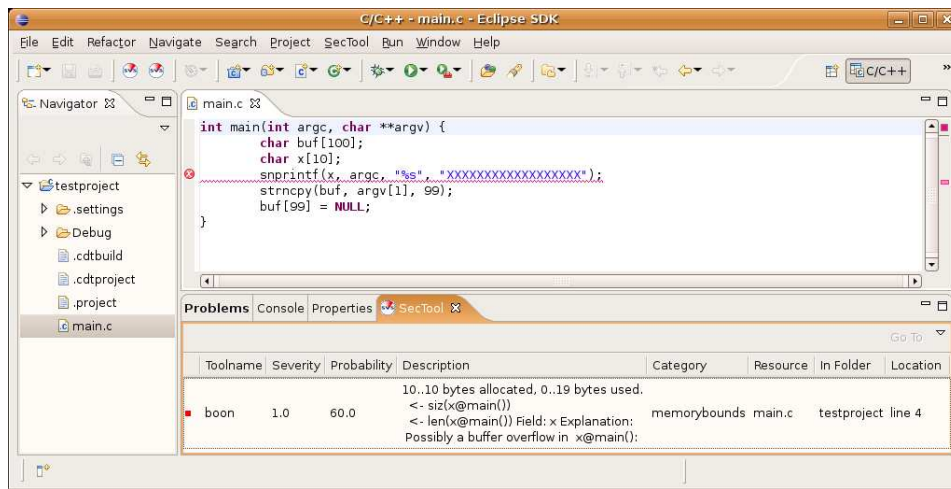 C/C++ - main.c - Eclipse SDK
File Edit Refactor Navigate Search Project SecTool Run Window Help
C/C++ »
Navigator
main.c
testproject
.settings
Debug
.cdtbuild
.cdtproject
.project
main.c
int main(int argc, char **argv) {
char buf[100];
char x[10];
snprintf(x, argc, "%s", "XXXXXXXXXXXXXXXXXX");
strncpy(buf, argv[1], 99);
buf[99] = NULL;
}
Problems Console Properties SecTool
Go To
Toolname Severity Probability Description Category Resource In Folder Location
boon 1.0 60.0 10..10 bytes allocated, 0..19 bytes used. memorybounds main.c testproject line 4
<- siz(x@main())
<- len(x@main()) Field: x Explanation:
Possibly a buffer overflow in x@main():